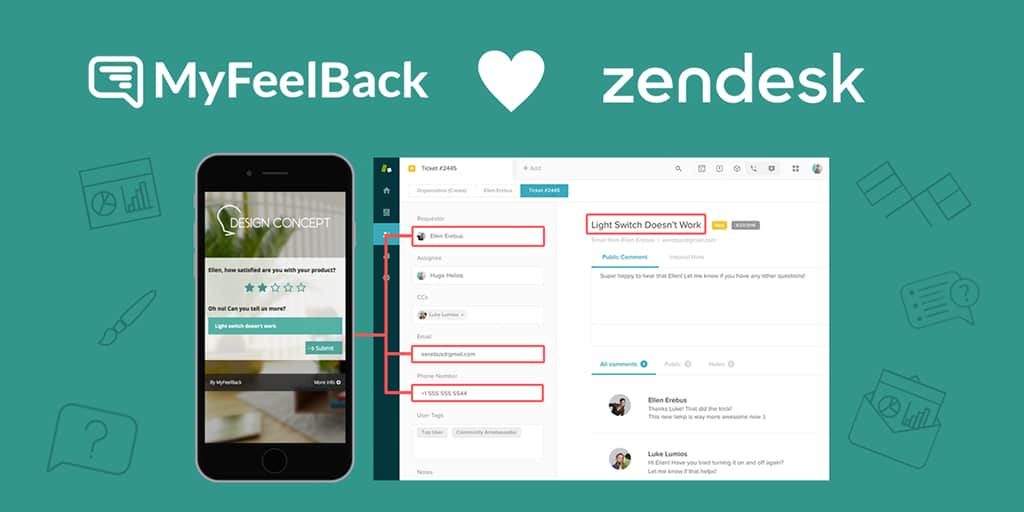 MyFeelBack
zendesk
DESIGN CONCEPT
Ellen, how satisfied are you with your product?
Oh no! Can you tell us more?
Light switch doesn't work
Submit
By MyFeelBack
More info
Ticket #2445
+ Add
Organization (Create)
Ellen Erebus
Ticket #2445
Requestor
Ellen Erebus
Assignee
Hugo Helios
CCs
Luke Lumios ×
Email
eerebus@gmail.com
Phone Number
+1 555 555 5544
User Tags
Top User
Community Ambassador
Notes
Light Switch Doesn't Work
Email from Ellen Erebus | eerebus@gmail.com
Public Comment
Internal Note
Super happy to hear that Ellen! Let me know if you have any other questions!
All comments
Public
Notes
Ellen Erebus
Thanks Luke! That did the trick!
This new lamp is way more awesome now :)
Luke Lumios
Hi Ellen! Have you tried turning it on and off again?
Let me know if that helps!
?
?